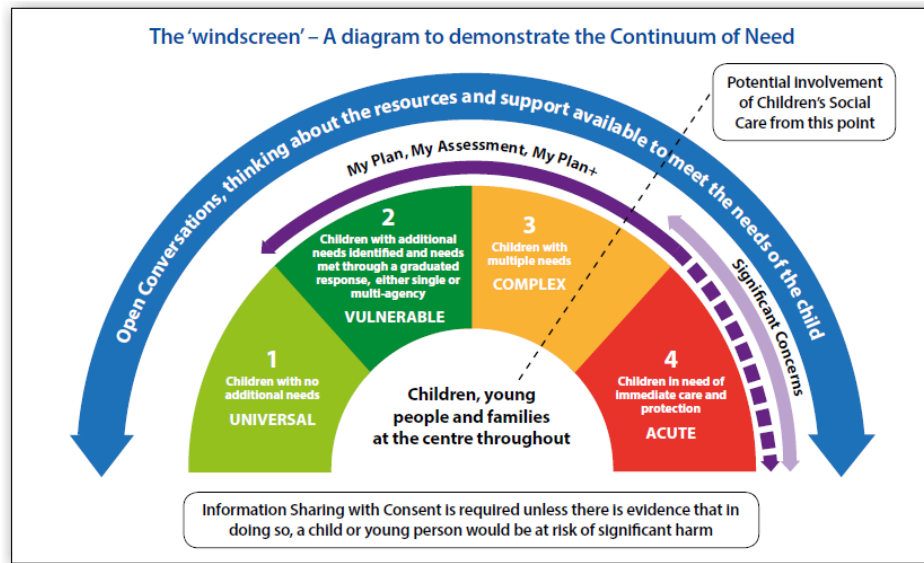 The ‘windscreen’ – A diagram to demonstrate the Continuum of Need
Potential involvement
of Children’s Social
Care from this point
Open Conversations, thinking about the resources and support available to meet the needs of the child
My Plan, My Assessment, My Plan+
2
Children with additional
needs identified and needs
met through a graduated
response, either single or
multi-agency
VULNERABLE
3
Children with
multiple needs
COMPLEX
Significant Concerns
1
Children with no
additional needs
UNIVERSAL
4
Children in need of
immediate care and
protection
ACUTE
Children, young
people and families
at the centre throughout
Information Sharing with Consent is required unless there is evidence that in
doing so, a child or young person would be at risk of significant harm